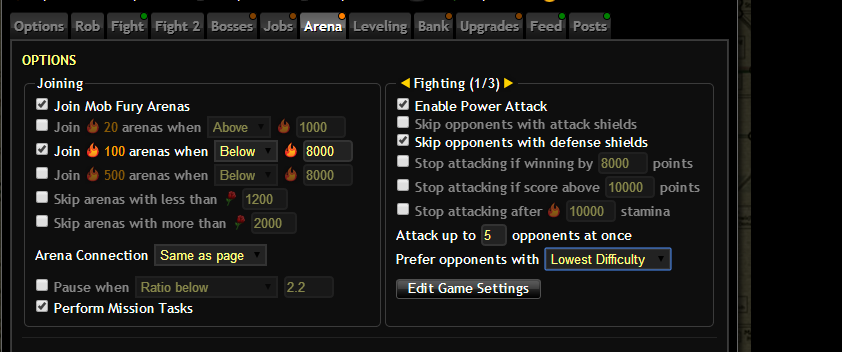 Options Rob Fight Fight 2 Bosses Jobs Arena Leveling Bank Upgrades Feed Posts
OPTIONS
Joining
Join Mob Fury Arenas
Join 20 arenas when Above 1000
Join 100 arenas when Below 8000
Join 500 arenas when Below 8000
Skip arenas with less than 1200
Skip arenas with more than 2000
Arena Connection Same as page
Pause when Ratio below 2.2
Perform Mission Tasks
Fighting (1/3)
Enable Power Attack
Skip opponents with attack shields
Skip opponents with defense shields
Stop attacking if winning by 8000 points
Stop attacking if score above 10000 points
Stop attacking after 10000 stamina
Attack up to 5 opponents at once
Prefer opponents with Lowest Difficulty
Edit Game Settings